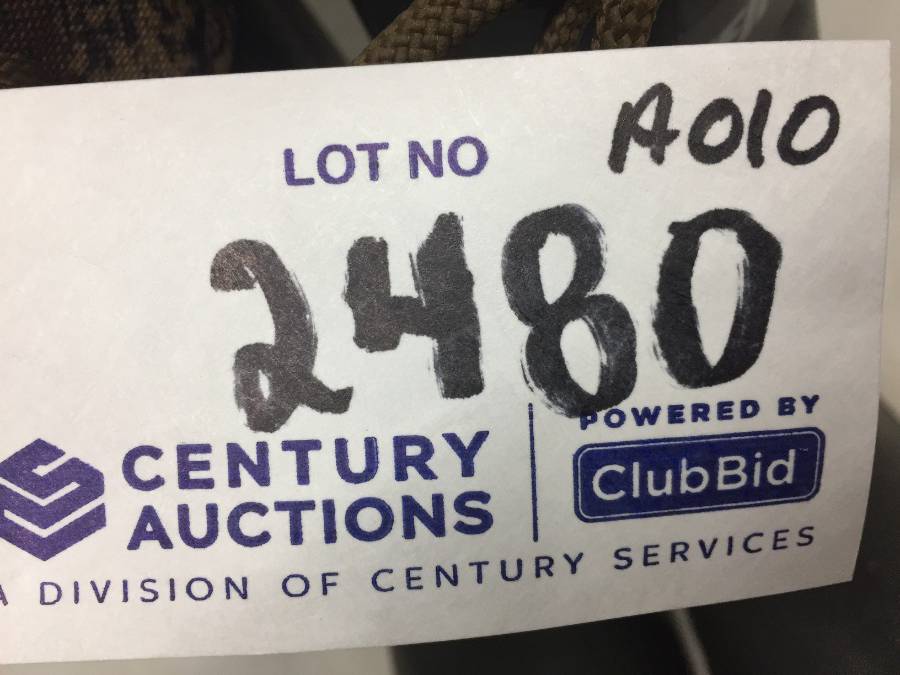 A010
LOT NO
2480
CENTURY
AUCTIONS
POWERED BY
ClubBid
A DIVISION OF CENTURY SERVICES